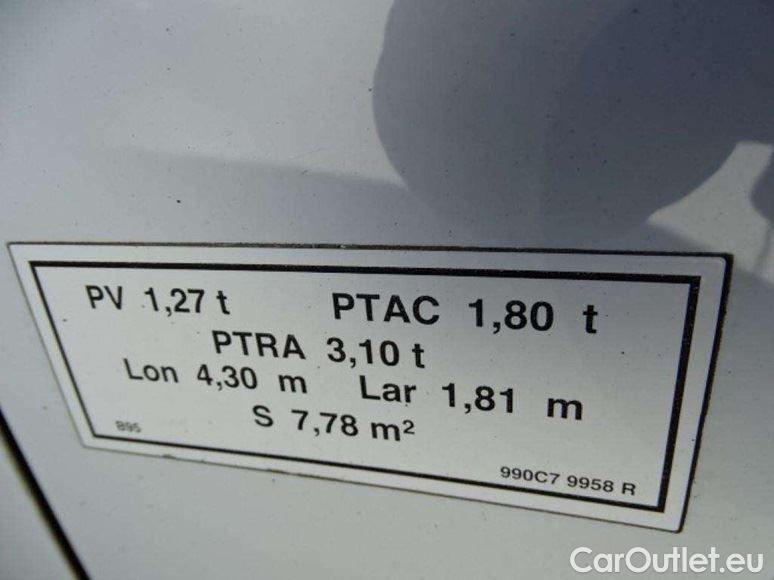 PV 1,27 t PTAC 1,80 t
PTRA 3,10 t
Lon 4,30 m Lar 1,81 m
S 7,78 m²
B95 990C7 9958 R
CarOutlet.eu